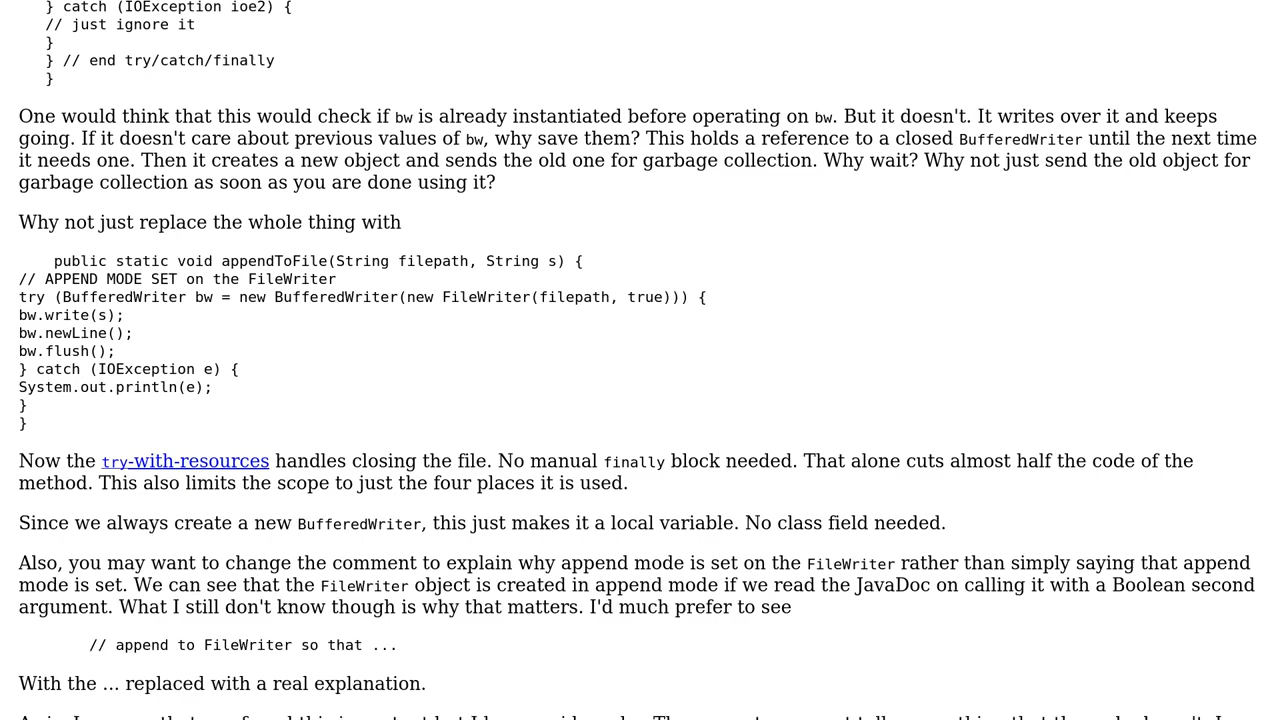 } catch (IOException ioe2) {
// just ignore it
}
} // end try/catch/finally
}
One would think that this would check if bw is already instantiated before operating on bw. But it doesn't. It writes over it and keeps
going. If it doesn't care about previous values of bw, why save them? This holds a reference to a closed BufferedWriter until the next time
it needs one. Then it creates a new object and sends the old one for garbage collection. Why wait? Why not just send the old object for
garbage collection as soon as you are done using it?
Why not just replace the whole thing with
public static void appendToFile(String filepath, String s) {
// APPEND MODE SET on the FileWriter
try (BufferedWriter bw = new BufferedWriter(new FileWriter(filepath, true))) {
bw.write(s);
bw.newLine();
bw.flush();
} catch (IOException e) {
System.out.println(e);
}
}
Now the try-with-resources handles closing the file. No manual finally block needed. That alone cuts almost half the code of the
method. This also limits the scope to just the four places it is used.
Since we always create a new BufferedWriter, this just makes it a local variable. No class field needed.
Also, you may want to change the comment to explain why append mode is set on the FileWriter rather than simply saying that append
mode is set. We can see that the FileWriter object is created in append mode if we read the JavaDoc on calling it with a Boolean second
argument. What I still don't know though is why that matters. I'd much prefer to see
// append to FileWriter so that ...
With the ... replaced with a real explanation.